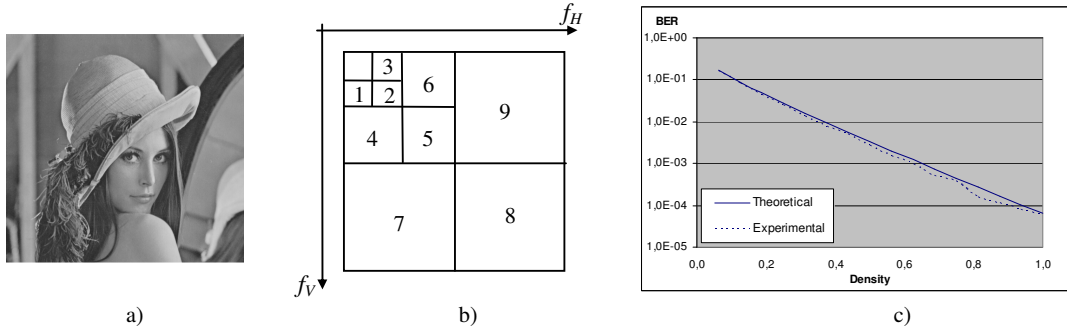 f_H
3
6
1 2
9
4 5
7 8
f_V
BER
1,0E+00
1,0E-01
1,0E-02
1,0E-03
1,0E-04
1,0E-05
Theoretical
Experimental
0,0 0,2 0,4 0,6 0,8 1,0
Density
a) b) c)